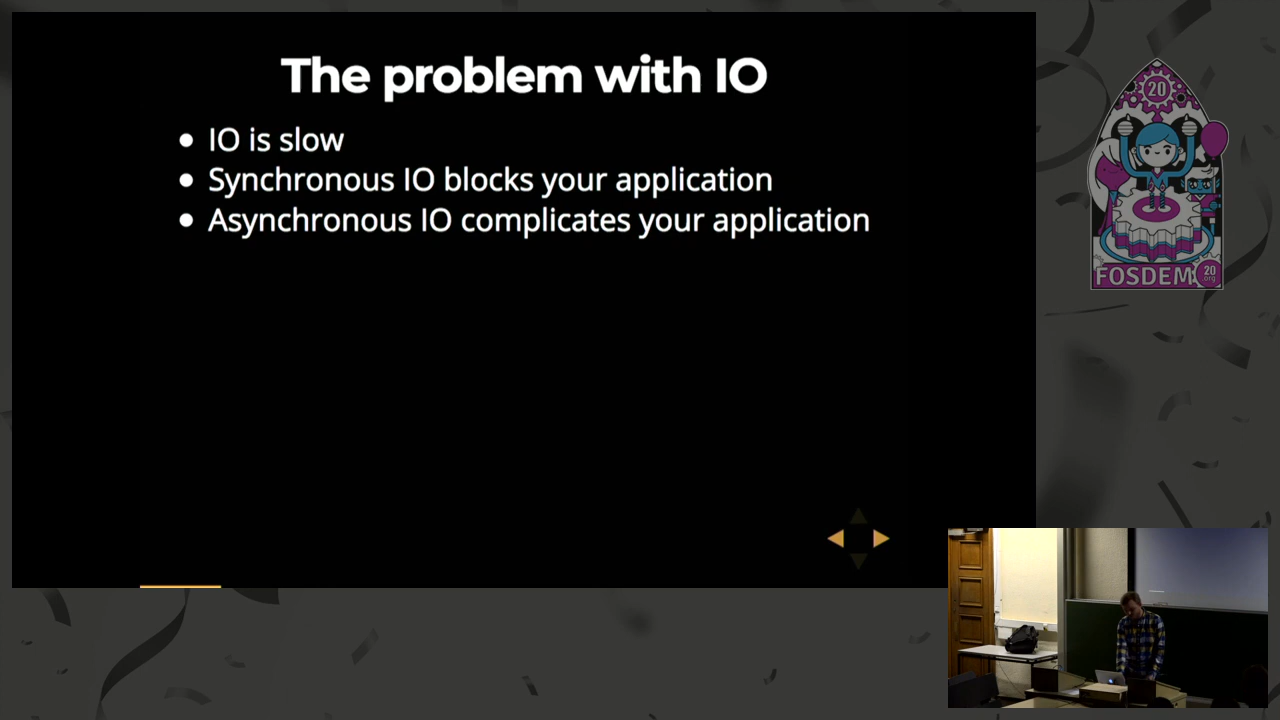 The problem with IO
IO is slow
Synchronous IO blocks your application
Asynchronous IO complicates your application
20
FOSDEM
20
.org